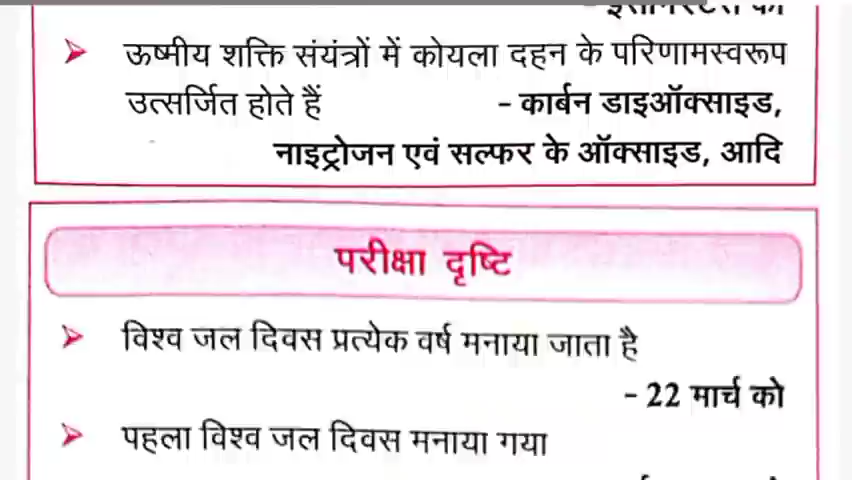 ऊष्मीय शक्ति संयंत्रों में कोयला दहन के परिणामस्वरूप
उत्सर्जित होते हैं - कार्बन डाइऑक्साइड,
नाइट्रोजन एवं सल्फर के ऑक्साइड, आदि
परीक्षा दृष्टि
विश्व जल दिवस प्रत्येक वर्ष मनाया जाता है
- 22 मार्च को
पहला विश्व जल दिवस मनाया गया